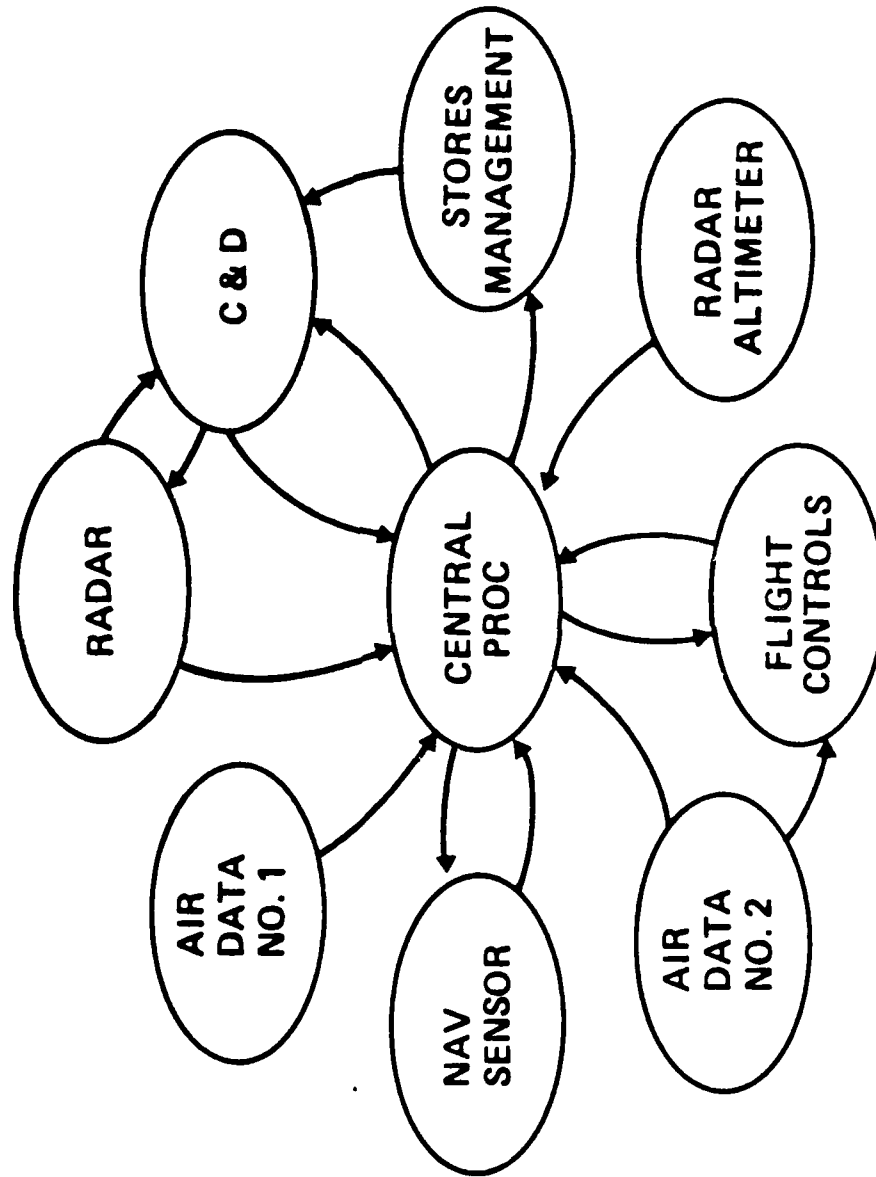 RADAR
AIR
DATA
NO. 1
C & D
NAV
SENSOR
CENTRAL
PROC
STORES
MANAGEMENT
AIR
DATA
NO. 2
RADAR
ALTIMETER
FLIGHT
CONTROLS